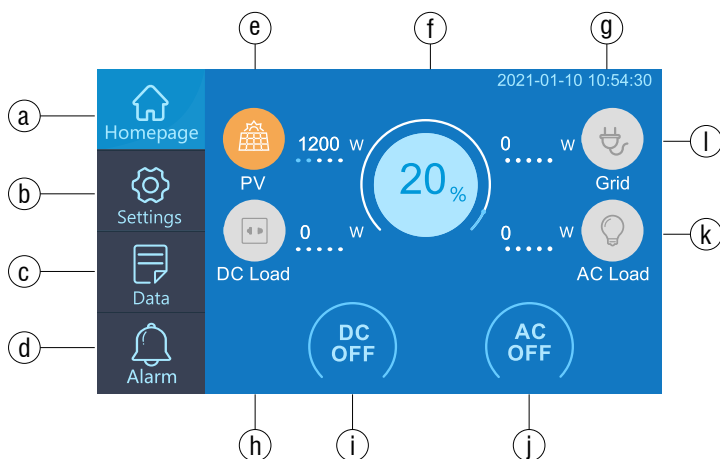 e
f
g
2021-01-10 10:54:30
a
Homepage
1200 W
0 W
l
PV
20%
Grid
b
Settings
0 W
0 W
k
DC Load
AC Load
c
Data
d
Alarm
DC OFF
AC OFF
h
i
j